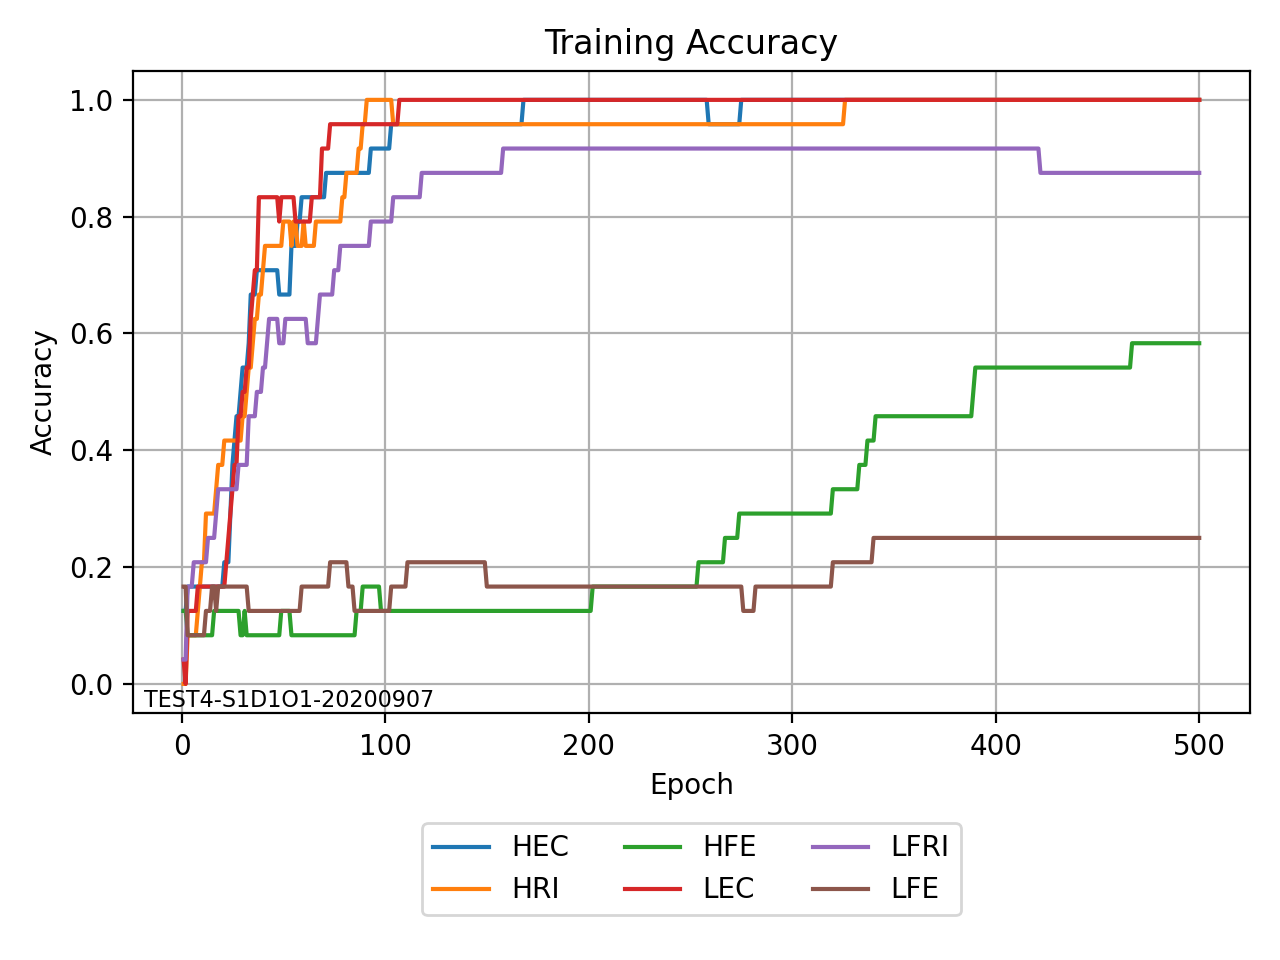 Training Accuracy
Accuracy
1.0
0.8
0.6
0.4
0.2
0.0
TEST4-S1D1O1-20200907
0 100 200 300 400 500
Epoch
HEC HFE LFRI
HRI LEC LFE